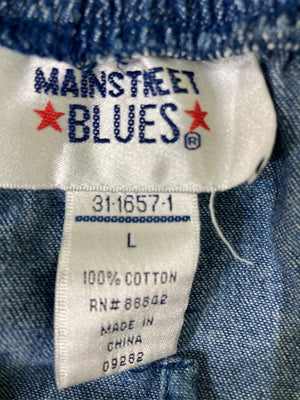 MAINSTREET
BLUES®
31-1657-1
L
100% COTTON
RN# 88842
MADE IN
CHINA
09282